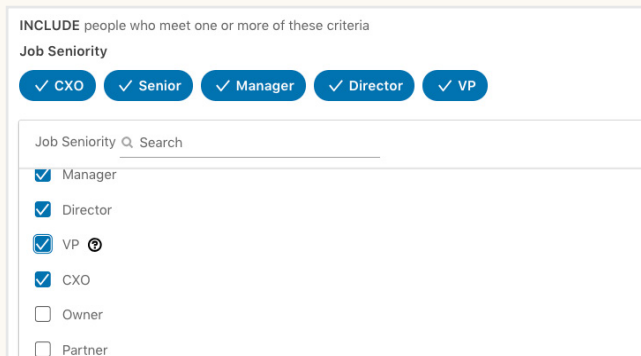 INCLUDE people who meet one or more of these criteria
Job Seniority
CXO Senior Manager Director VP
Job Seniority Search
Manager
Director
VP ?
CXO
Owner
Partner